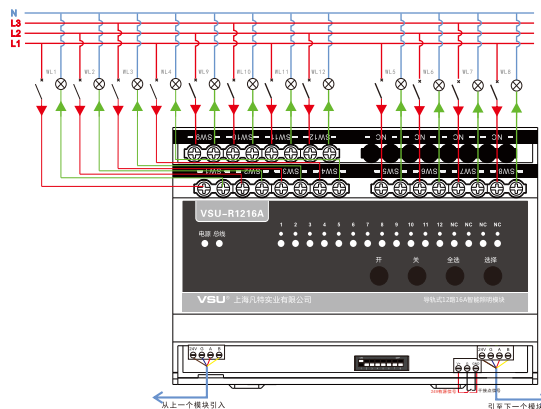 N
L3
L2
L1
WL1 WL2 WL3 WL4 WL9 WL10 WL11 WL12 WL5 WL6 WL7 WL8
SW9 SW10 SW11 SW12 NC NC NC NC
SW1 SW2 SW3 SW4 SW5 SW6 SW7 SW8
VSU-R1216A
电源 总线
1 2 3 4 5 6 7 8 9 10 11 12 NC NC NC NC
开 关 全选 选择
VSU® 上海凡特实业有限公司
导轨式12路16A智能照明模块
24V G A B
24V G A B
从上一个模块引入
引至下一个模块